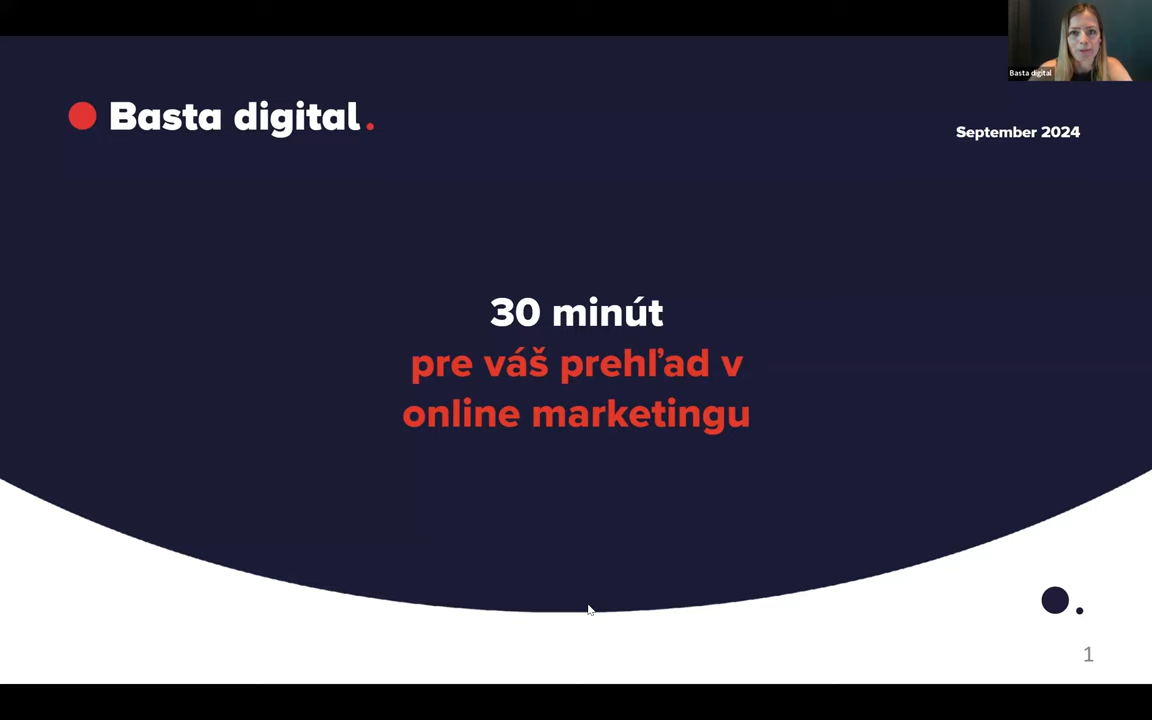 Basta digital
Basta digital.
September 2024
30 minút
pre váš prehľad v
online marketingu
1